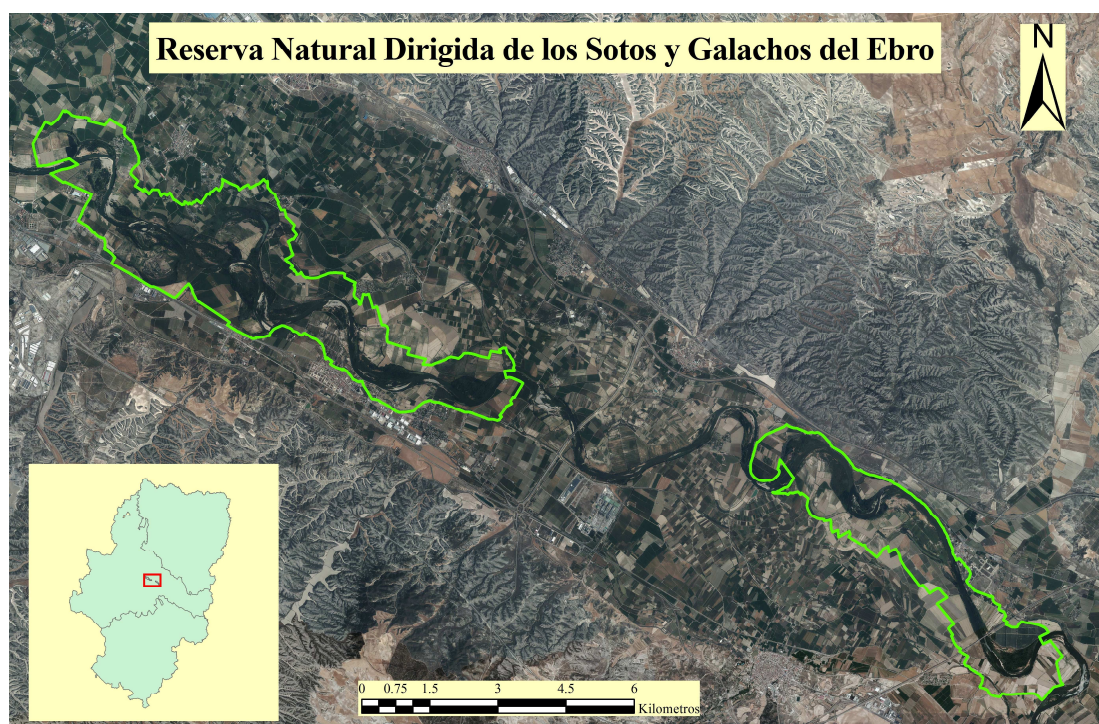 Reserva Natural Dirigida de los Sotos y Galachos del Ebro
N
0 0.75 1.5 3 4.5 6
Kilometros